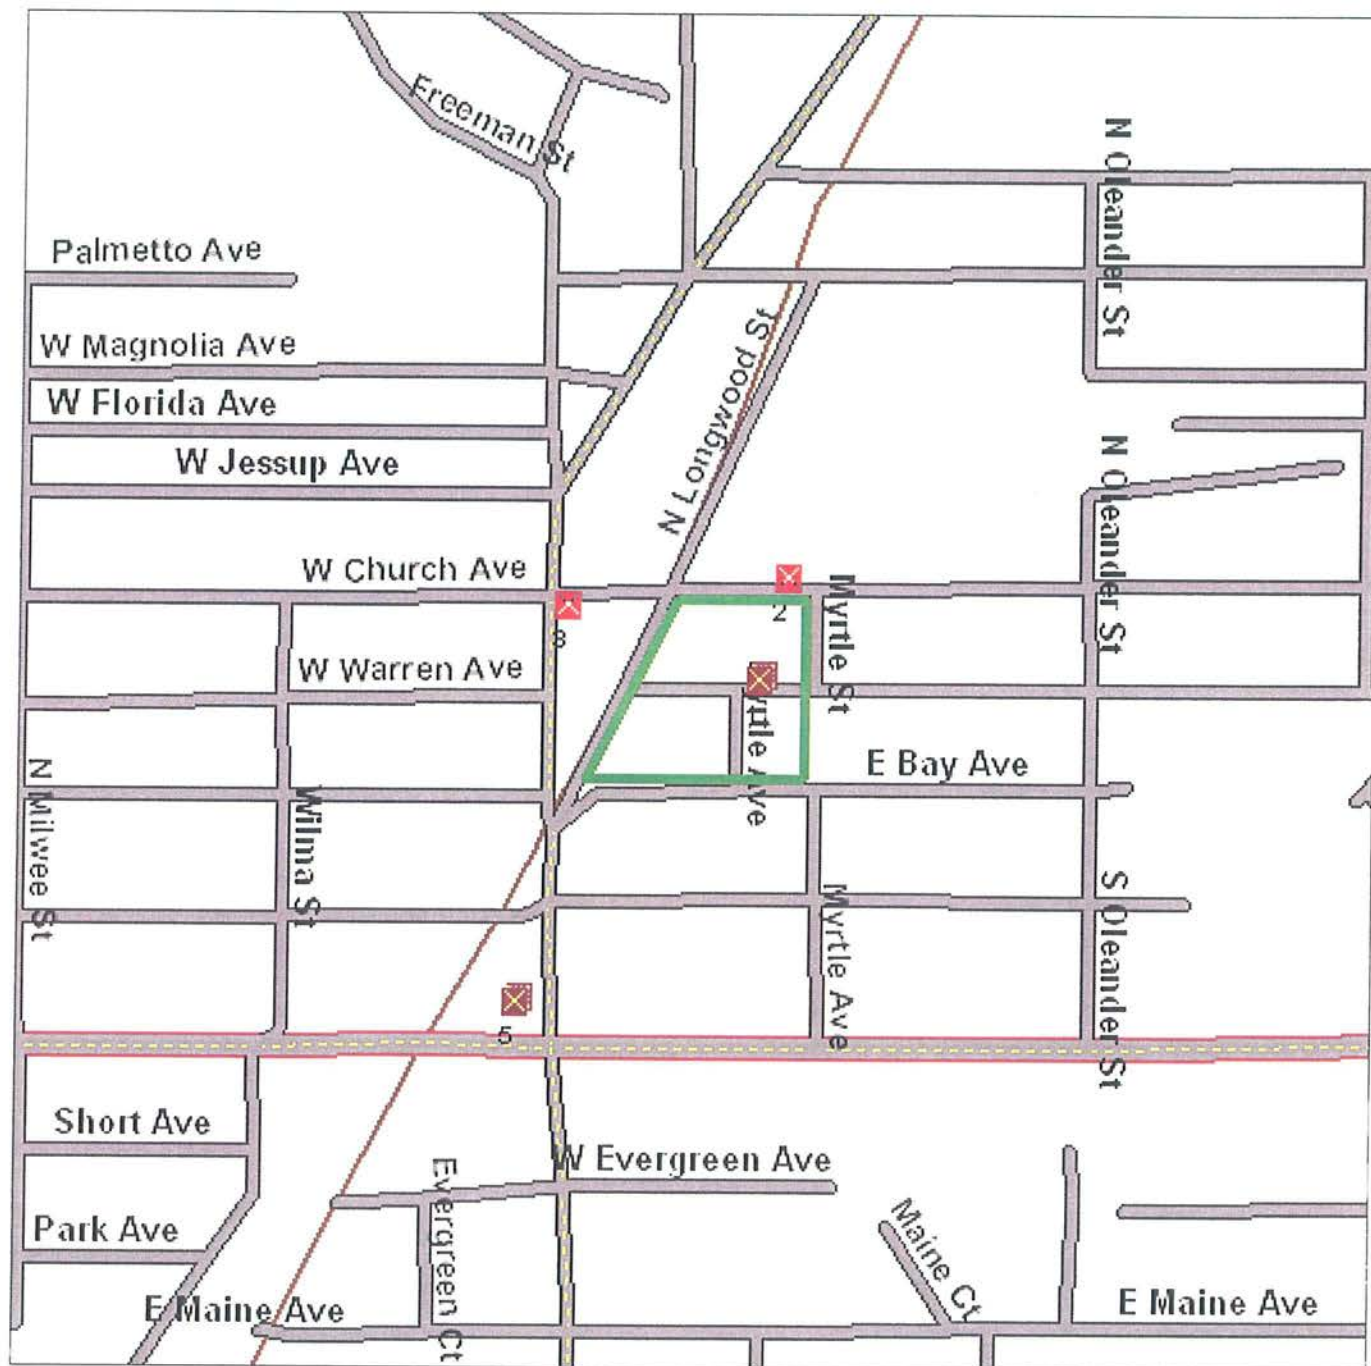 Freeman St
N Oleander St
Palmetto Ave
W Magnolia Ave
W Florida Ave
N Longwood St
W Jessup Ave
N Oleander St
W Church Ave
2
Myrtle St
W Warren Ave
yrtle Ave
E Bay Ave
N Milwee St
Wilma St
Myrtle Ave
S Oleander St
5
Short Ave
W Evergreen Ave
Evergreen Ct
Park Ave
Maine Ct
E Maine Ave
E Maine Ave